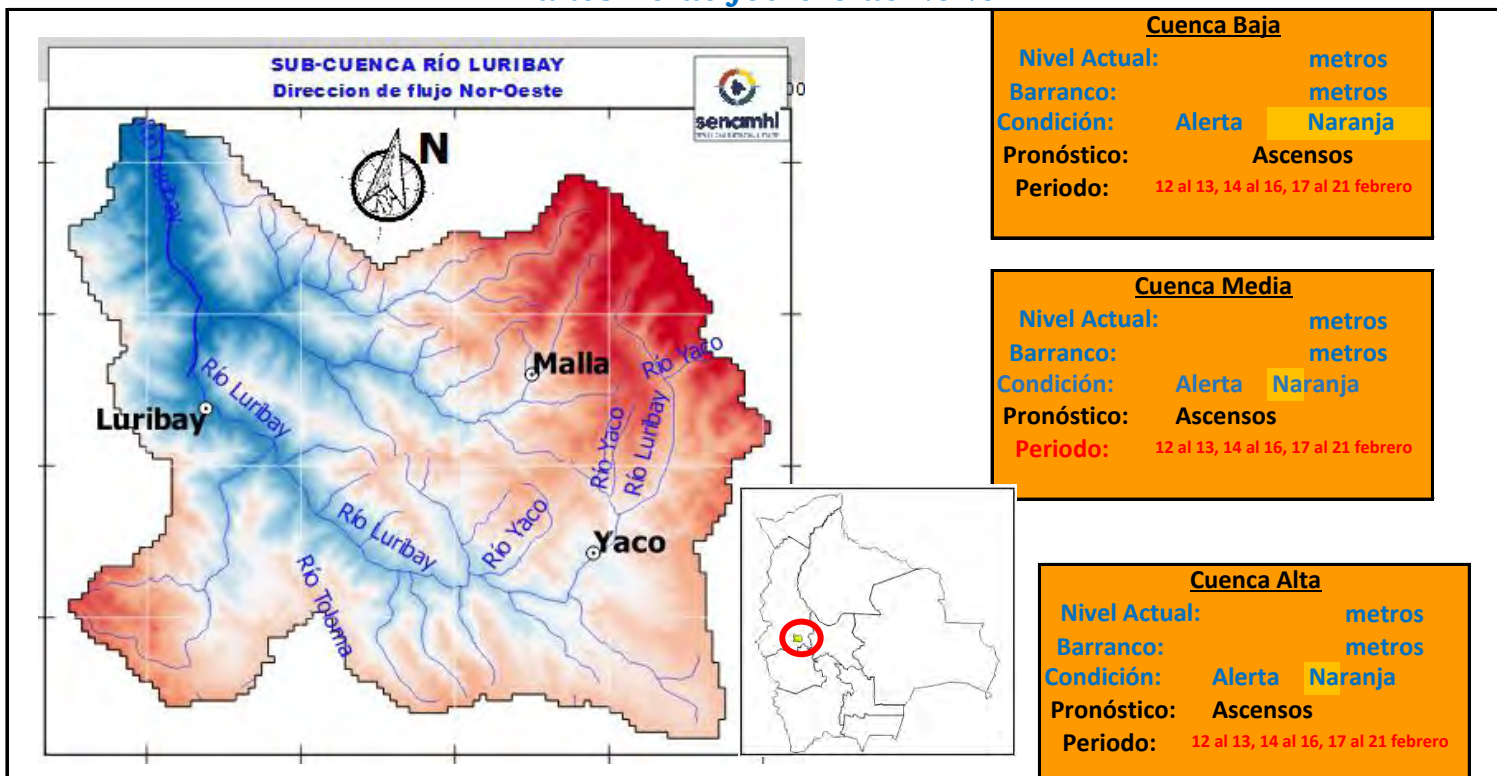 SUB-CUENCA RÍO LURIBAY
Direccion de flujo Nor-Oeste
senamhi
00
N
Luribay
Malla
Río Yaco
Río Luribay
Luribay
Río Yaco
Río Luribay
Río Luribay
Río Yaco
Yaco
Río Tolama
Cuenca Baja
Nivel Actual: metros
Barranco: metros
Condición: Alerta Naranja
Pronóstico: Ascensos
Periodo: 12 al 13, 14 al 16, 17 al 21 febrero
Cuenca Media
Nivel Actual: metros
Barranco: metros
Condición: Alerta Naranja
Pronóstico: Ascensos
Periodo: 12 al 13, 14 al 16, 17 al 21 febrero
Cuenca Alta
Nivel Actual: metros
Barranco: metros
Condición: Alerta Naranja
Pronóstico: Ascensos
Periodo: 12 al 13, 14 al 16, 17 al 21 febrero